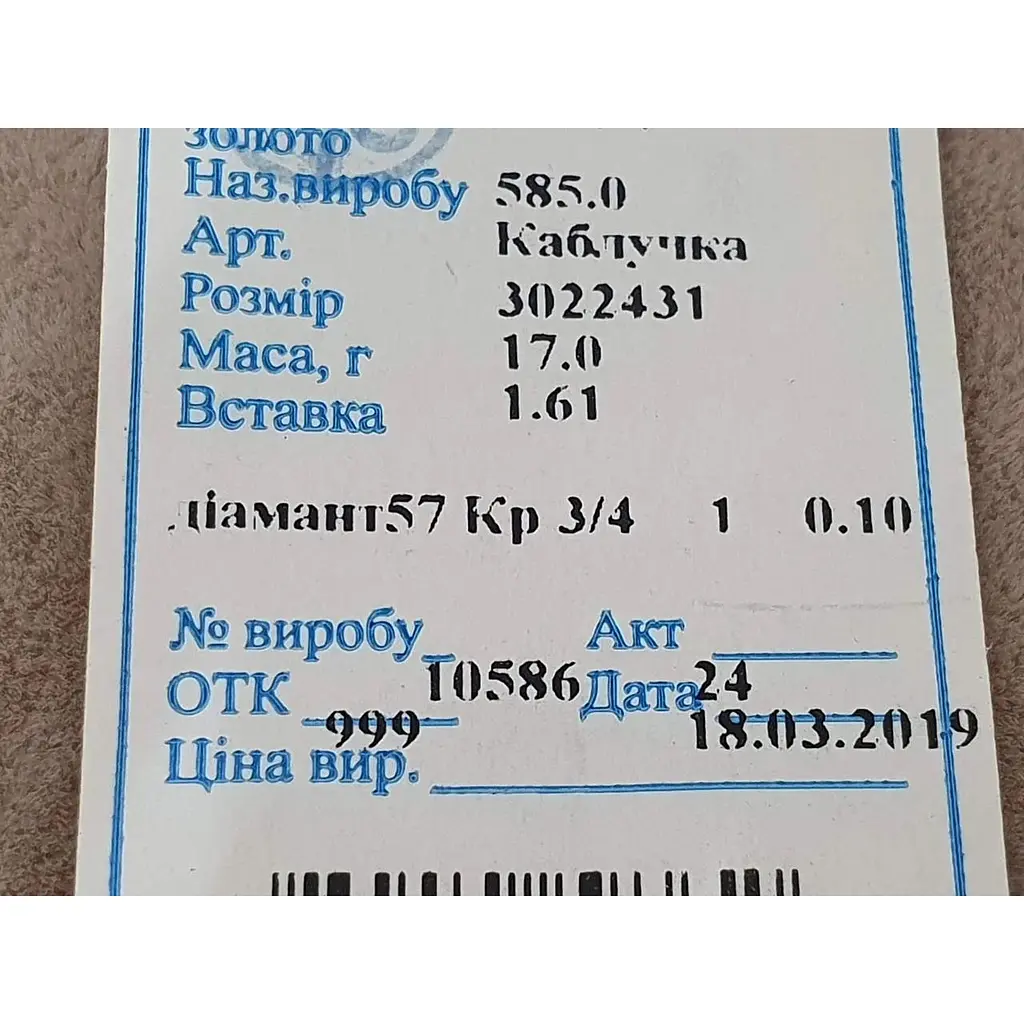 золото
Наз.виробу 585.0
Арт. Каблучка
Розмір 3022431
Маса, г 17.0
Вставка 1.61
діамант57 Кр 3/4 1 0.10
№ виробу_ Акт
10586 24
ОТК Дата
999 18.03.2019
Ціна вир.